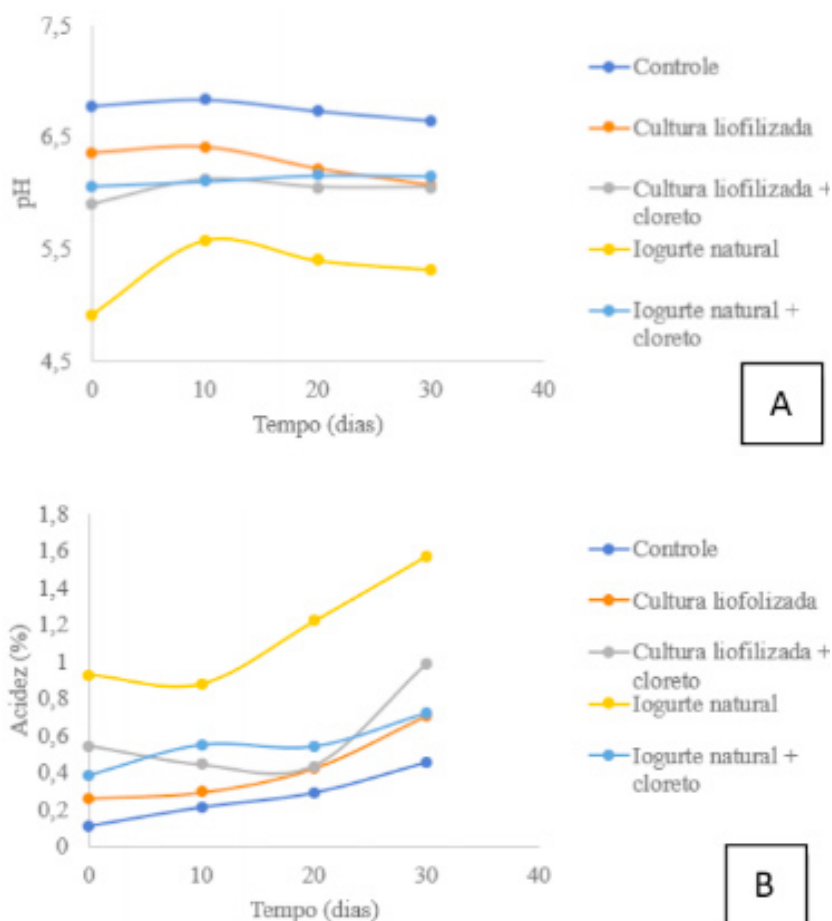 7,5
6,5
5,5
4,5
pH
0 10 20 30 40
Tempo (dias)
Controle
Cultura liofilizada
Cultura liofilizada +
cloreto
Iogurte natural
Iogurte natural +
cloreto
A
1,8
1,6
1,4
1,2
1
0,8
0,6
0,4
0,2
0
Acidez (%)
0 10 20 30 40
Tempo (dias)
Controle
Cultura liofolizada
Cultura liofilizada +
cloreto
Iogurte natural
Iogurte natural +
cloreto
B